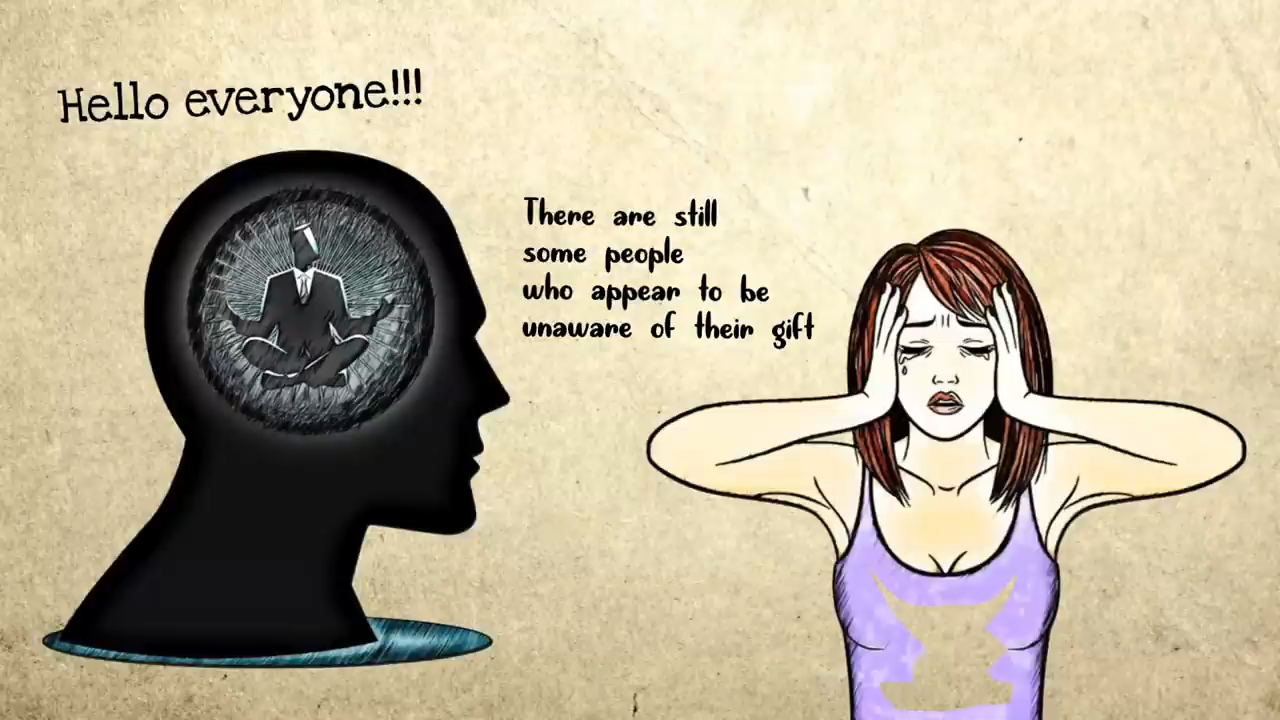 Hello everyone!!!
There are still
some people
who appear to be
unaware of their gift